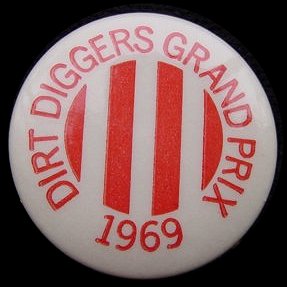 DIRT DIGGERS GRAND PRIX
1969